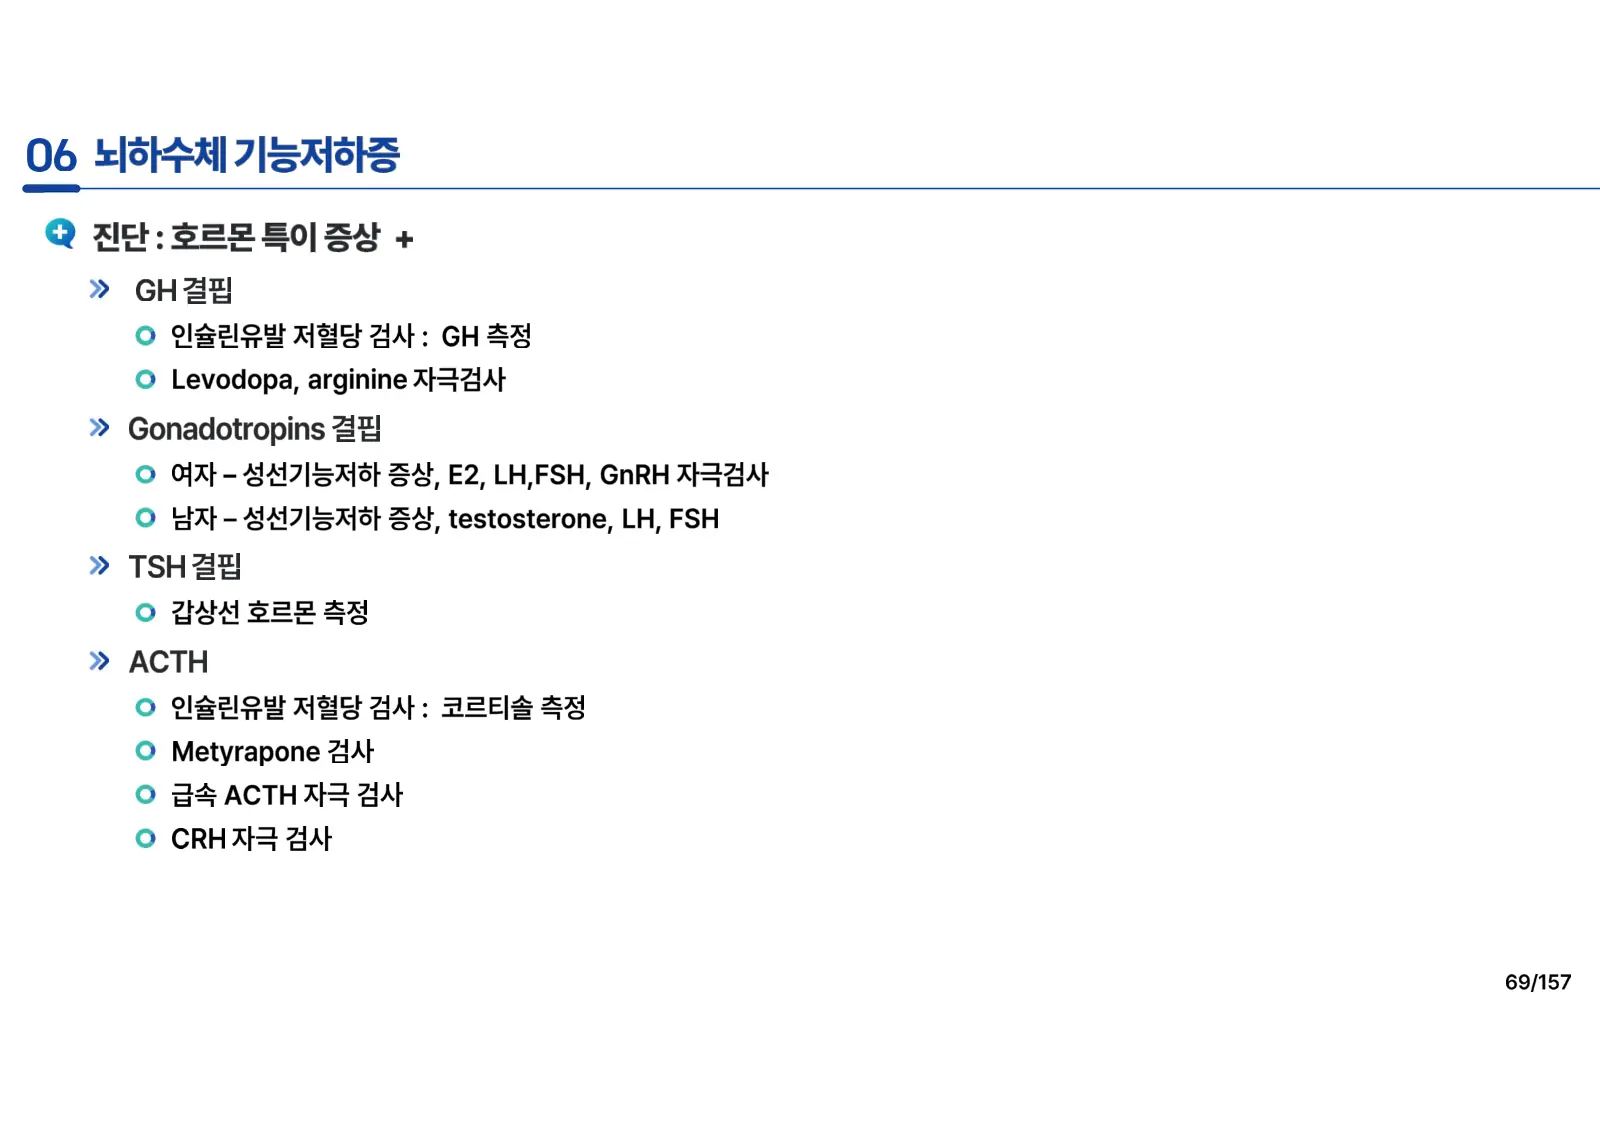 06 뇌하수체 기능저하증
진단 : 호르몬 특이 증상 +
GH 결핍
인슐린유발 저혈당 검사 : GH 측정
Levodopa, arginine 자극검사
Gonadotropins 결핍
여자 – 성선기능저하 증상, E2, LH,FSH, GnRH 자극검사
남자 – 성선기능저하 증상, testosterone, LH, FSH
TSH 결핍
갑상선 호르몬 측정
ACTH
인슐린유발 저혈당 검사 : 코르티솔 측정
Metyrapone 검사
급속 ACTH 자극 검사
CRH 자극 검사
69/157